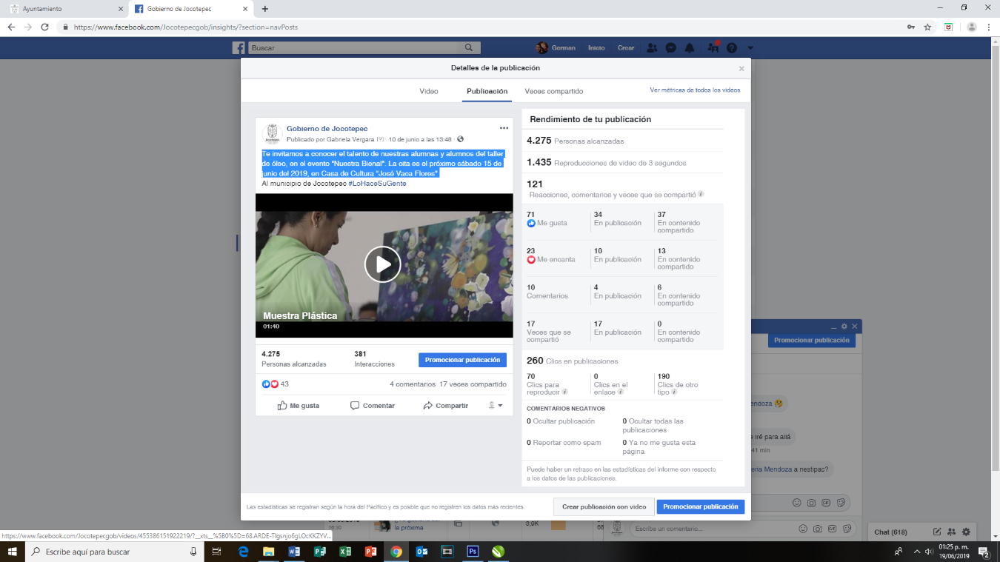 Ayuntamiento
Gobierno de Jocotepec
https://www.facebook.com/Jocotepecgob/insights/?section=navPosts
Buscar
German Inicio Crear
Detalles de la publicación
Video Publicación Veces compartido Ver métricas de todos los videos
Gobierno de Jocotepec
Publicado por Gabriela Vergara [?] · 10 de junio a las 13:48 ·
Te invitamos a conocer el talento de nuestras alumnas y alumnos del taller
de óleo, en el evento "Nuestra Bienal". La cita es el próximo sábado 15 de
junio del 2019, en Casa de Cultura "José Vaca Flores"
Al municipio de Jocotepec #LoHaceSuGente
Muestra Plástica
01:40
4.275 381
Personas alcanzadas Interacciones
Promocionar publicación
43 4 comentarios 17 veces compartido
Me gusta Comentar Compartir
Rendimiento de tu publicación
4.275 Personas alcanzadas
1.435 Reproducciones de video de 3 segundos
121
Reacciones, comentarios y veces que se compartió
71 34 37
Me gusta En publicación En contenido
compartido
23 10 13
Me encanta En publicación En contenido
compartido
10 4 6
Comentarios En publicación En contenido
compartido
17 17 0
Veces que se En publicación En contenido
compartió compartido
260 Clics en publicaciones
70 0 190
Clics para Clics en el Clics de otro
reproducir enlace tipo
COMENTARIOS NEGATIVOS
0 Ocultar publicación 0 Ocultar todas las
publicaciones
0 Reportar como spam 0 Ya no me gusta esta
página
Puede haber un retraso en las estadísticas del informe con respecto
a los datos de las publicaciones.
Las estadísticas se registran según la hora del Pacífico y es posible que no registren los datos más recientes.
Crear publicación con video Promocionar publicación
Promocionar publicación
endoza
e iré para allá
41 min
ería Mendoza a nestipac?
la próxima
3,9K
Escribe un comentario...
GIF
GIF
Chat (618)
https://www.facebook.com/Jocotepecgob/videos/455386151922219/?__xts__%5B0%5D=68.ARDE-Tlgsnjo6gLOcKKZYV...
Escribe aquí para buscar
01:25 p. m.
19/06/2019
2